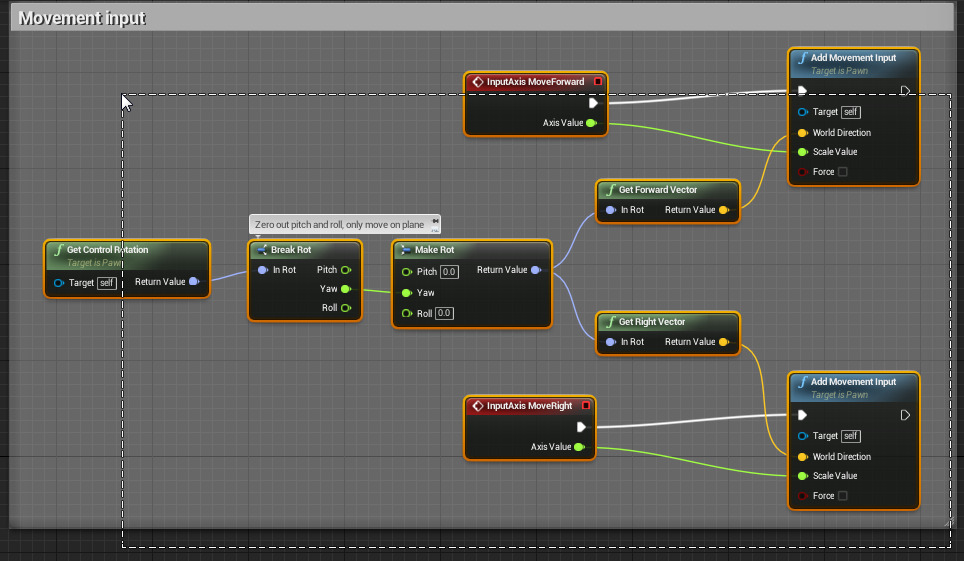 Movement input
InputAxis MoveForward
Axis Value
Add Movement Input
Target is Pawn
Target self
World Direction
Scale Value
Force
Get Forward Vector
In Rot Return Value
Zero out pitch and roll, only move on plane
Get Control Rotation
Target is Pawn
Target self Return Value
Break Rot
In Rot Pitch
Yaw
Roll
Make Rot
Pitch 0.0 Return Value
Yaw
Roll 0.0
Get Right Vector
In Rot Return Value
InputAxis MoveRight
Axis Value
Add Movement Input
Target is Pawn
Target self
World Direction
Scale Value
Force